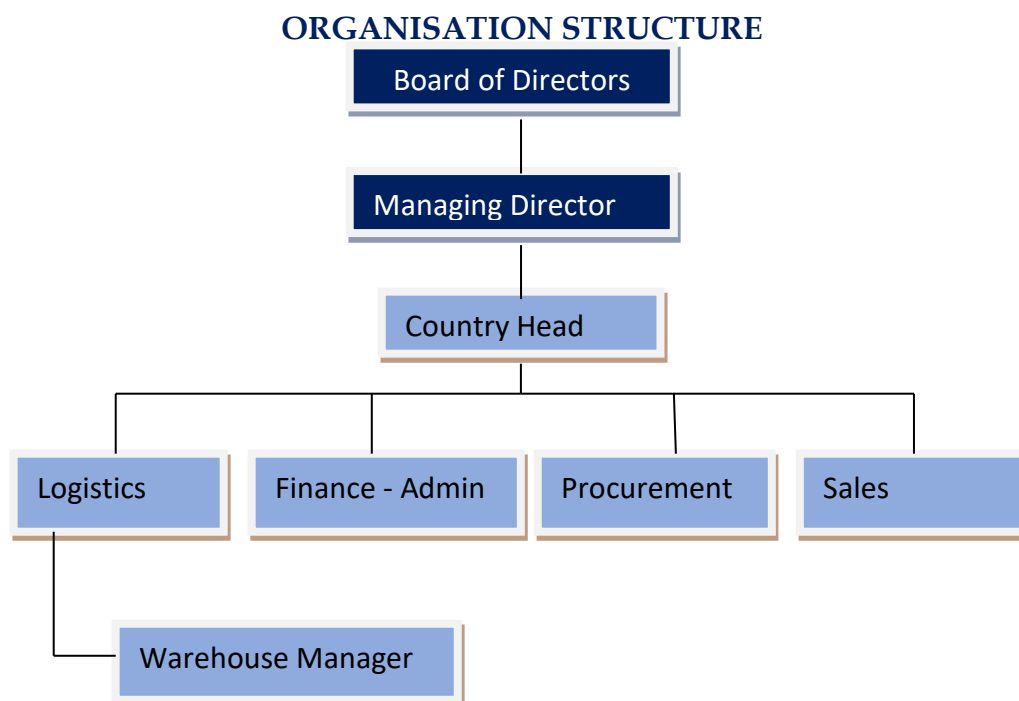 ORGANISATION STRUCTURE
Board of Directors
Managing Director
Country Head
Logistics
Finance - Admin
Procurement
Sales
Warehouse Manager